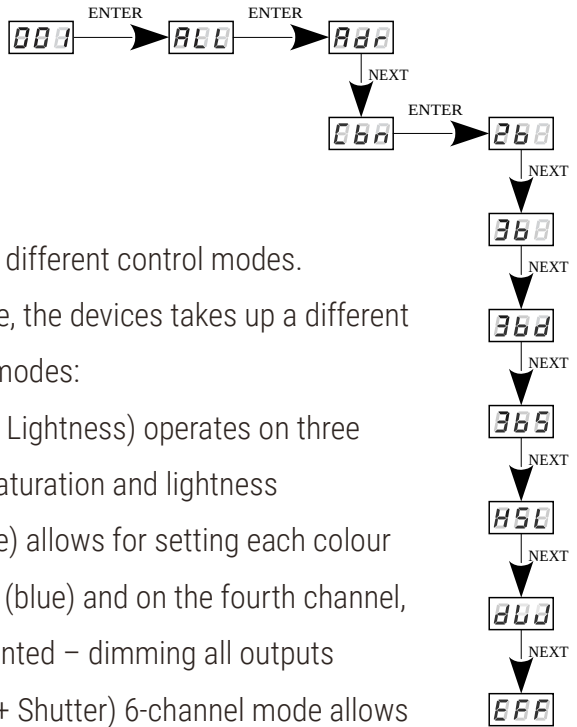 ENTER ENTER
001 ALL Adr
NEXT
ENTER
Cbn 2b
NEXT
3b
different control modes.
NEXT
e, the devices takes up a different
3bd
modes:
NEXT
Lightness) operates on three
3bS
NEXT
aturation and lightness
HSL
e) allows for setting each colour
NEXT
(blue) and on the fourth channel,
dWJ
nted – dimming all outputs
NEXT
+ Shutter) 6-channel mode allows
EFF